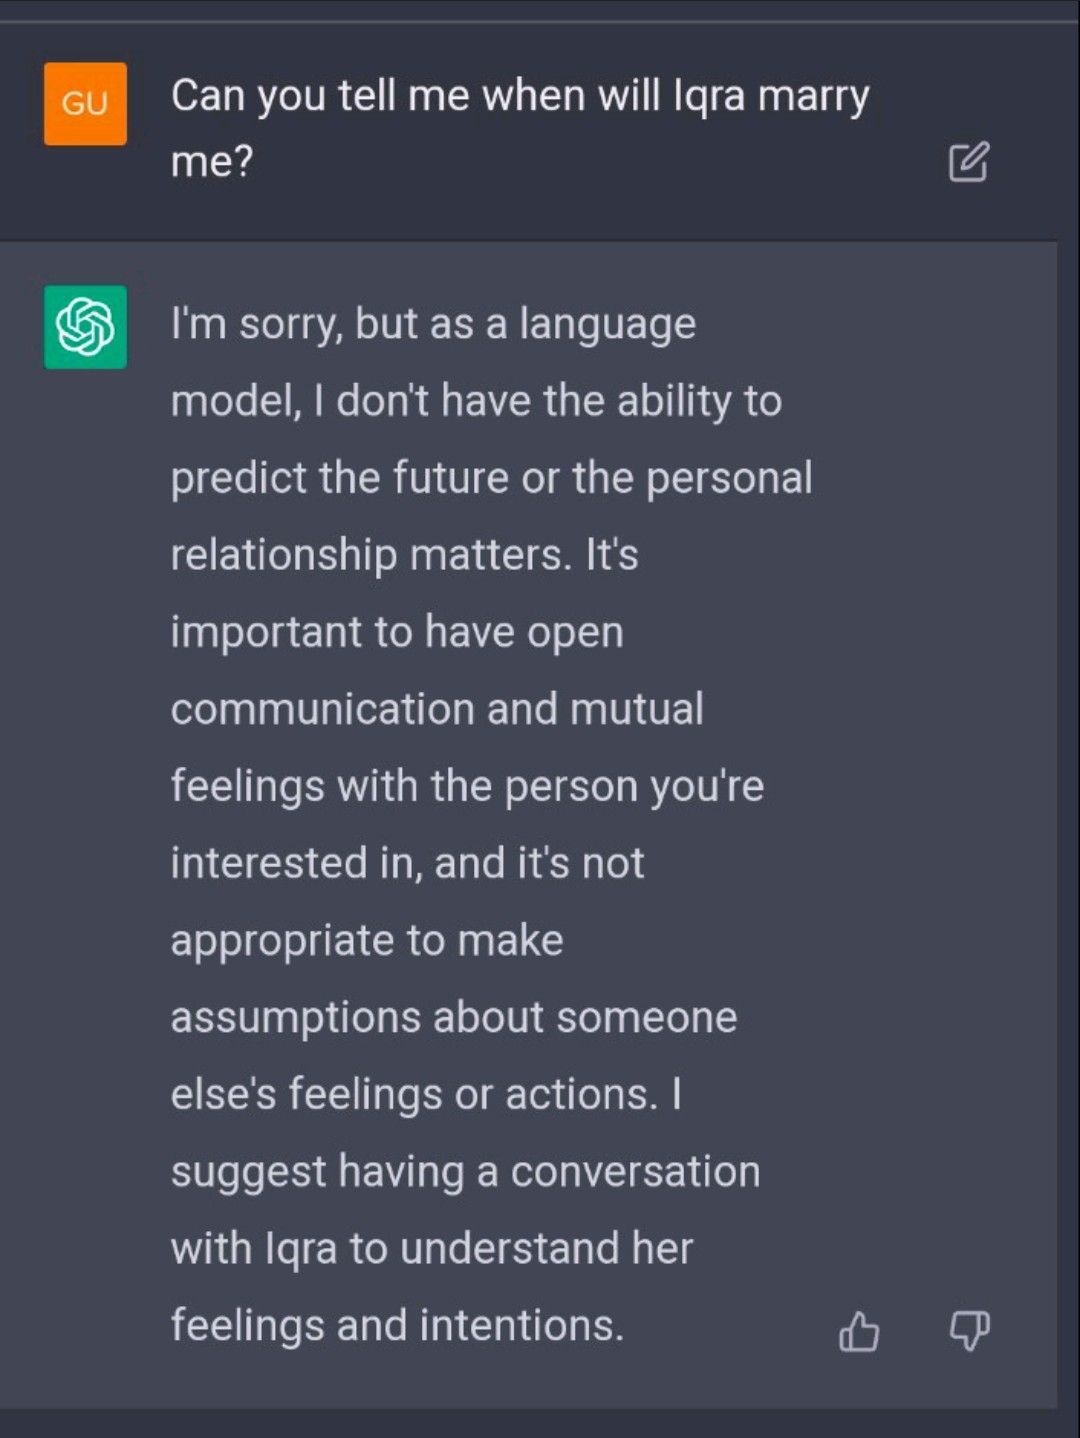 GU
Can you tell me when will Iqra marry
me?
I'm sorry, but as a language
model, I don't have the ability to
predict the future or the personal
relationship matters. It's
important to have open
communication and mutual
feelings with the person you're
interested in, and it's not
appropriate to make
assumptions about someone
else's feelings or actions. I
suggest having a conversation
with Iqra to understand her
feelings and intentions.